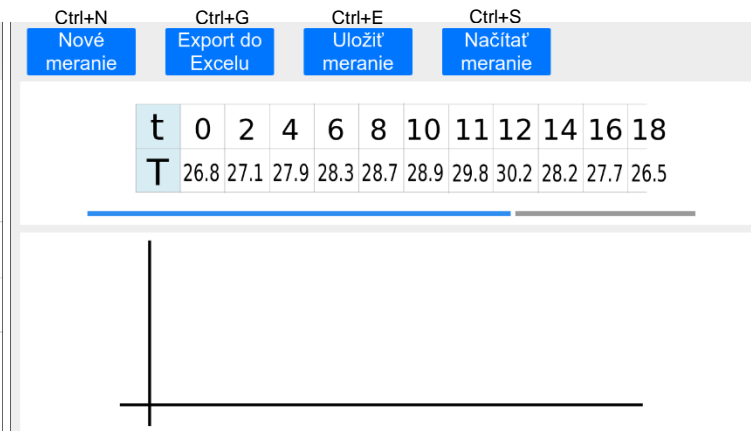 Ctrl+N Ctrl+G Ctrl+E Ctrl+S
Nové Export do Uložiť Načítať
meranie Excelu meranie meranie
t 0 2 4 6 8 10 11 12 14 16 18
T 26.8 27.1 27.9 28.3 28.7 28.9 29.8 30.2 28.2 27.7 26.5